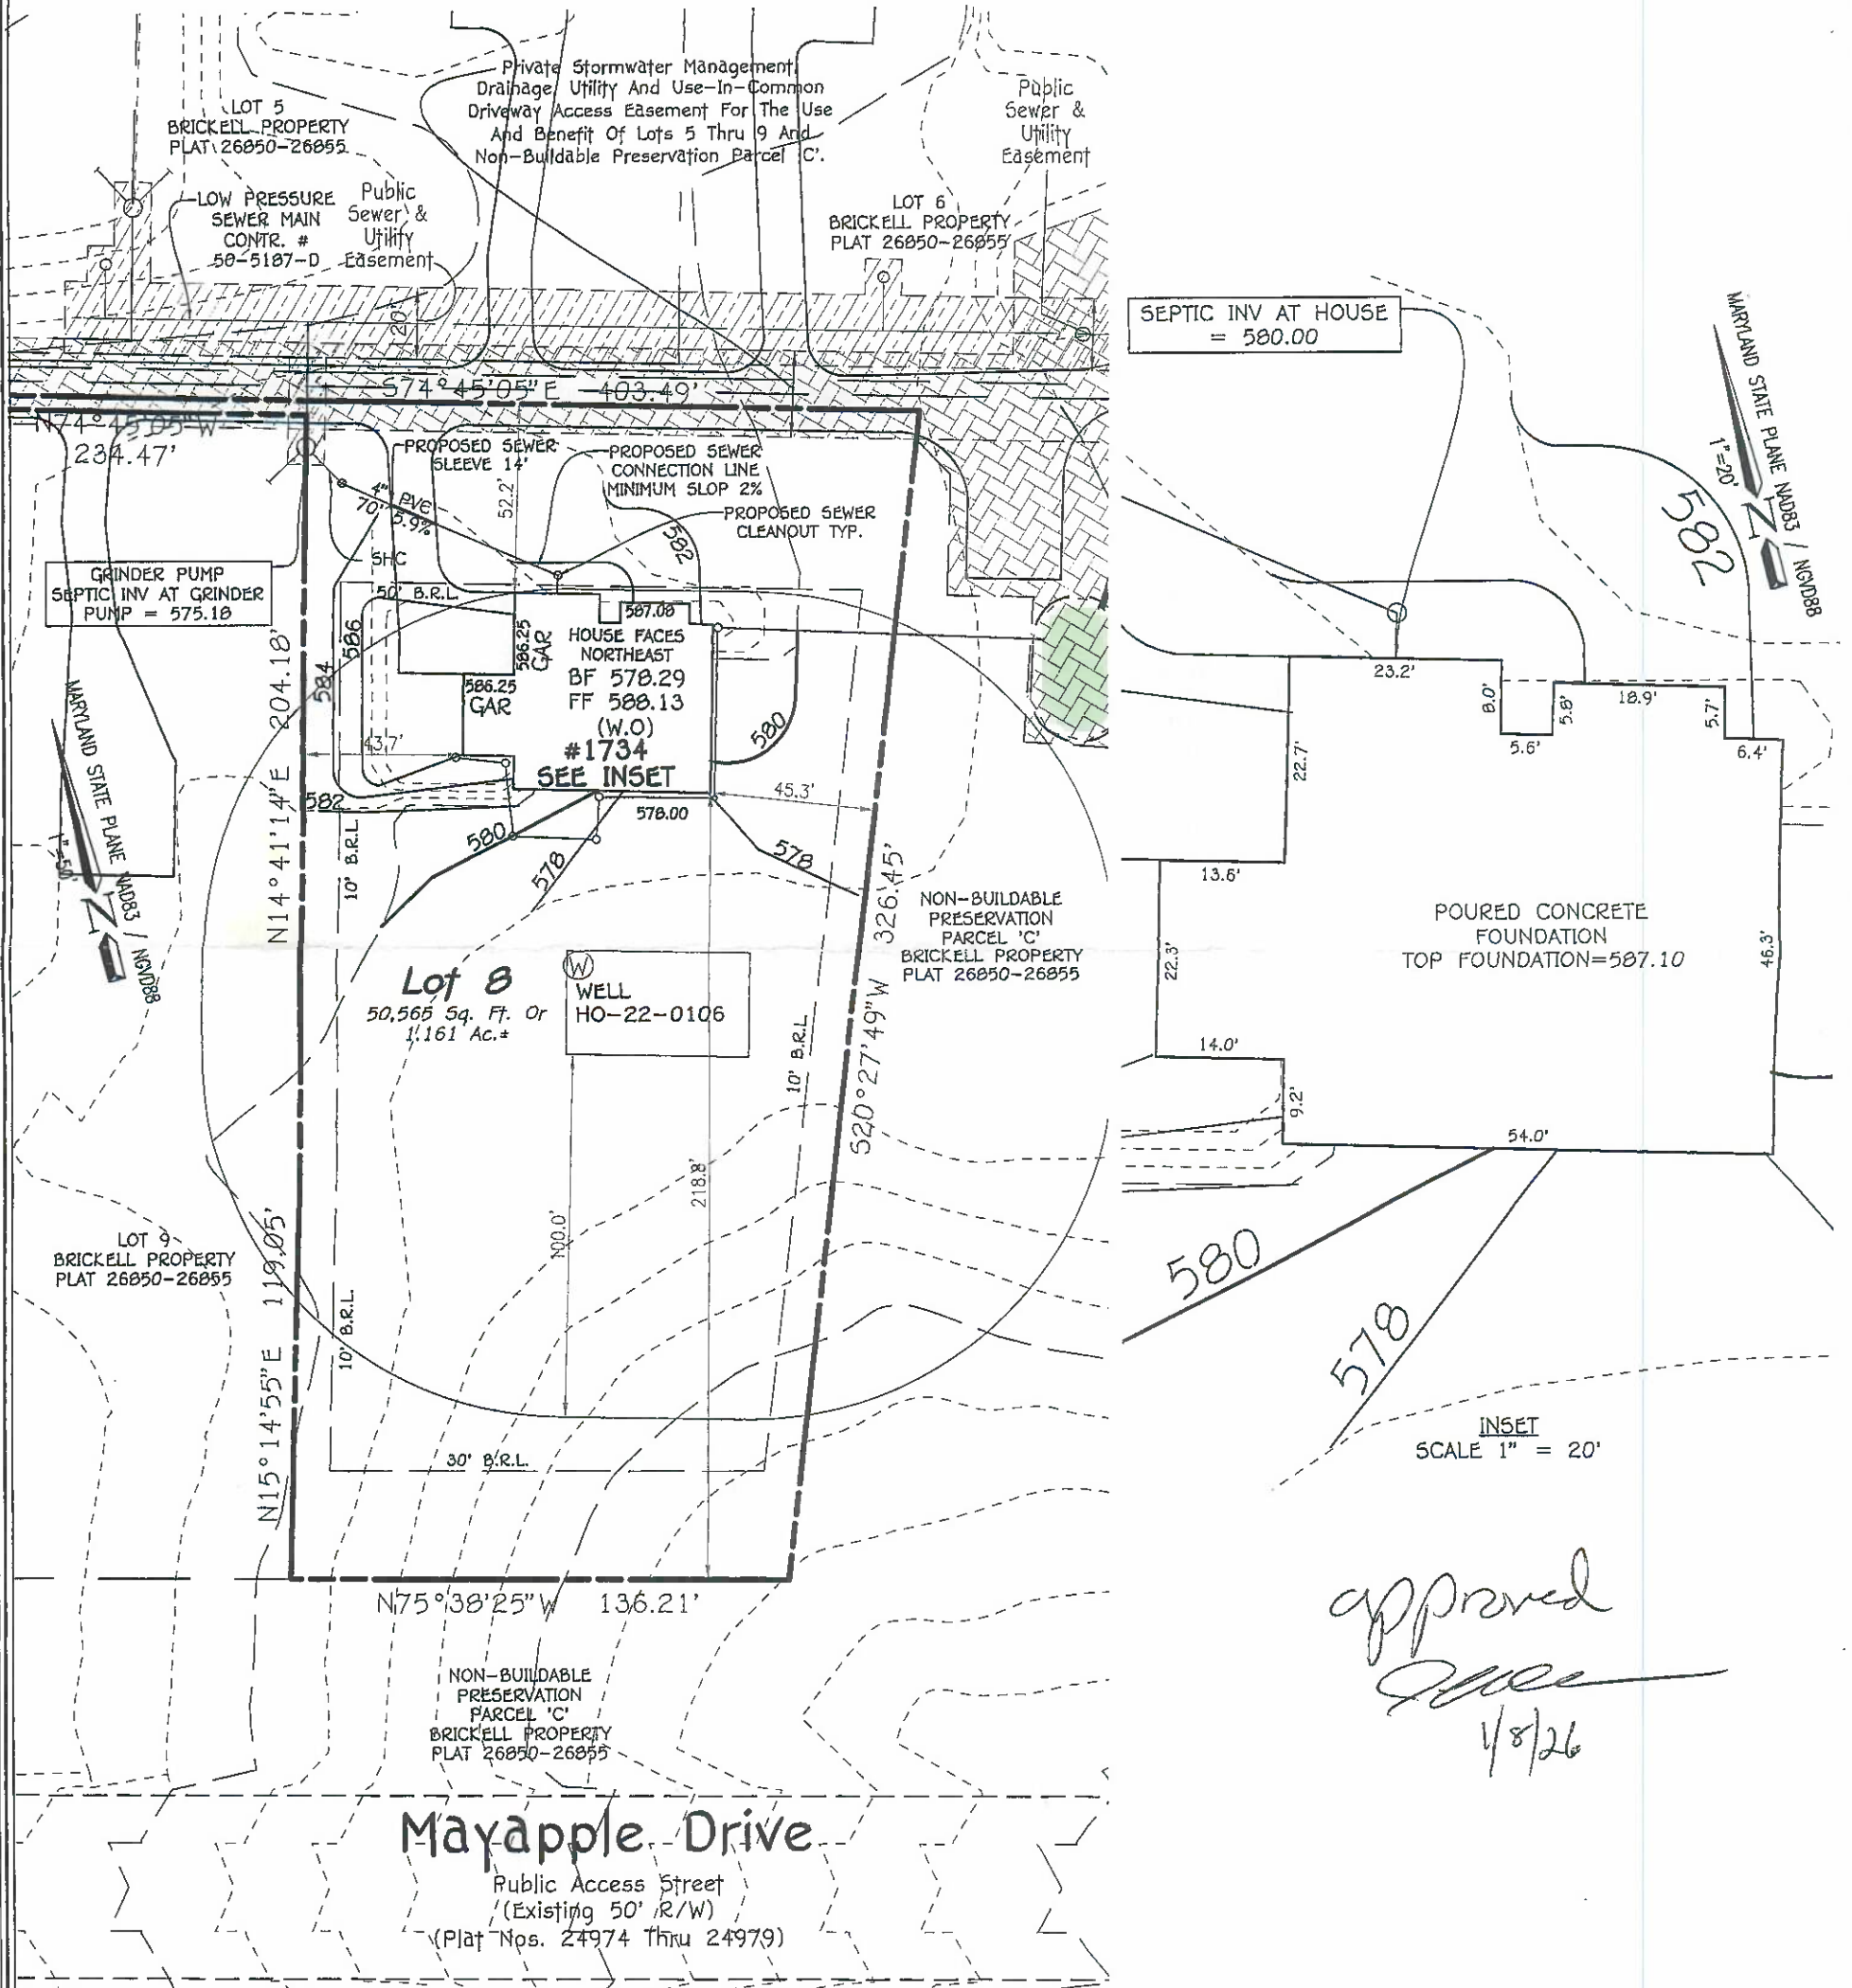 Private Stormwater Management,
Drainage, Utility And Use-In-Common
Driveway Access Easement For The Use
And Benefit Of Lots 5 Thru 9 And
Non-Buildable Preservation Parcel 'C'.
LOT 5
BRICKELL PROPERTY
PLAT 26850-26855
Public
Sewer &
Utility
Easement
LOW PRESSURE
SEWER MAIN
CONTR. #
50-5187-D
Public
Sewer &
Utility
Easement
LOT 6
BRICKELL PROPERTY
PLAT 26850-26855
20'
S74°45'05"E 403.49'
N74°45'05"W
234.47'
PROPOSED SEWER
SLEEVE 14'
PROPOSED SEWER
CONNECTION LINE
MINIMUM SLOP 2%
PROPOSED SEWER
CLEANOUT TYP.
4" PVC
70' 5.9%
52.2'
SHC
582
GRINDER PUMP
SEPTIC INV AT GRINDER
PUMP = 575.18
50' B.R.L
587.08
586
584
586.25
GAR
HOUSE FACES
NORTHEAST
BF 578.29
FF 588.13
(W.O)
#1734
SEE INSET
586.25
GAR
43.7'
580
582
578.00
45.3'
580
578
578
N14°41'14"E 204.18'
10' B.R.L
MARYLAND STATE PLANE NAD83 / NGVD88
1"=50'
S20°27'49"W 326.45'
NON-BUILDABLE
PRESERVATION
PARCEL 'C'
BRICKELL PROPERTY
PLAT 26850-26855
Lot 8
50,565 Sq. Ft. Or
1.161 Ac.±
W
WELL
HO-22-0106
10' B.R.L
100.0'
218.8'
LOT 9
BRICKELL PROPERTY
PLAT 26850-26855
N15°14'55"E 119.05'
10' B.R.L.
30' B.R.L.
N75°38'25"W 136.21'
NON-BUILDABLE
PRESERVATION
PARCEL 'C'
BRICKELL PROPERTY
PLAT 26850-26855
Mayapple Drive
Public Access Street
(Existing 50' R/W)
(Plat Nos. 24974 Thru 24979)
SEPTIC INV AT HOUSE
= 580.00
MARYLAND STATE PLANE NAD83 / NGVD88
1"=20'
582
23.2'
8.0'
5.6'
5.8'
18.9'
5.7'
6.4'
22.7'
13.6'
22.3'
POURED CONCRETE
FOUNDATION
TOP FOUNDATION=587.10
46.3'
14.0'
9.2'
54.0'
580
578
INSET
SCALE 1" = 20'
approved
1/8/26